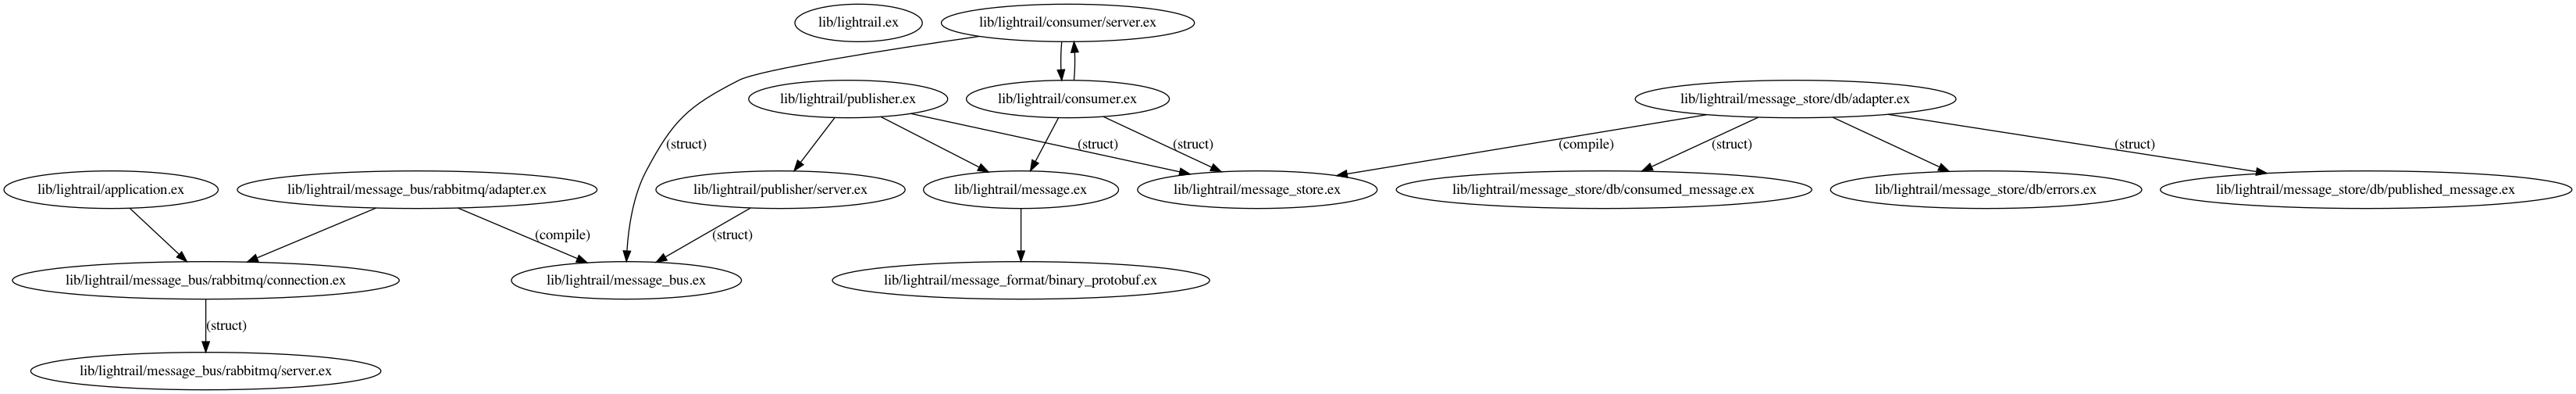 lib/lightrail.ex
lib/lightrail/consumer/server.ex
lib/lightrail/publisher.ex
lib/lightrail/consumer.ex
lib/lightrail/message_store/db/adapter.ex
(struct)
(struct)
(struct)
(compile)
(struct)
(struct)
lib/lightrail/application.ex
lib/lightrail/message_bus/rabbitmq/adapter.ex
lib/lightrail/publisher/server.ex
lib/lightrail/message.ex
lib/lightrail/message_store.ex
lib/lightrail/message_store/db/consumed_message.ex
lib/lightrail/message_store/db/errors.ex
lib/lightrail/message_store/db/published_message.ex
(compile)
(struct)
lib/lightrail/message_bus/rabbitmq/connection.ex
lib/lightrail/message_bus.ex
lib/lightrail/message_format/binary_protobuf.ex
(struct)
lib/lightrail/message_bus/rabbitmq/server.ex